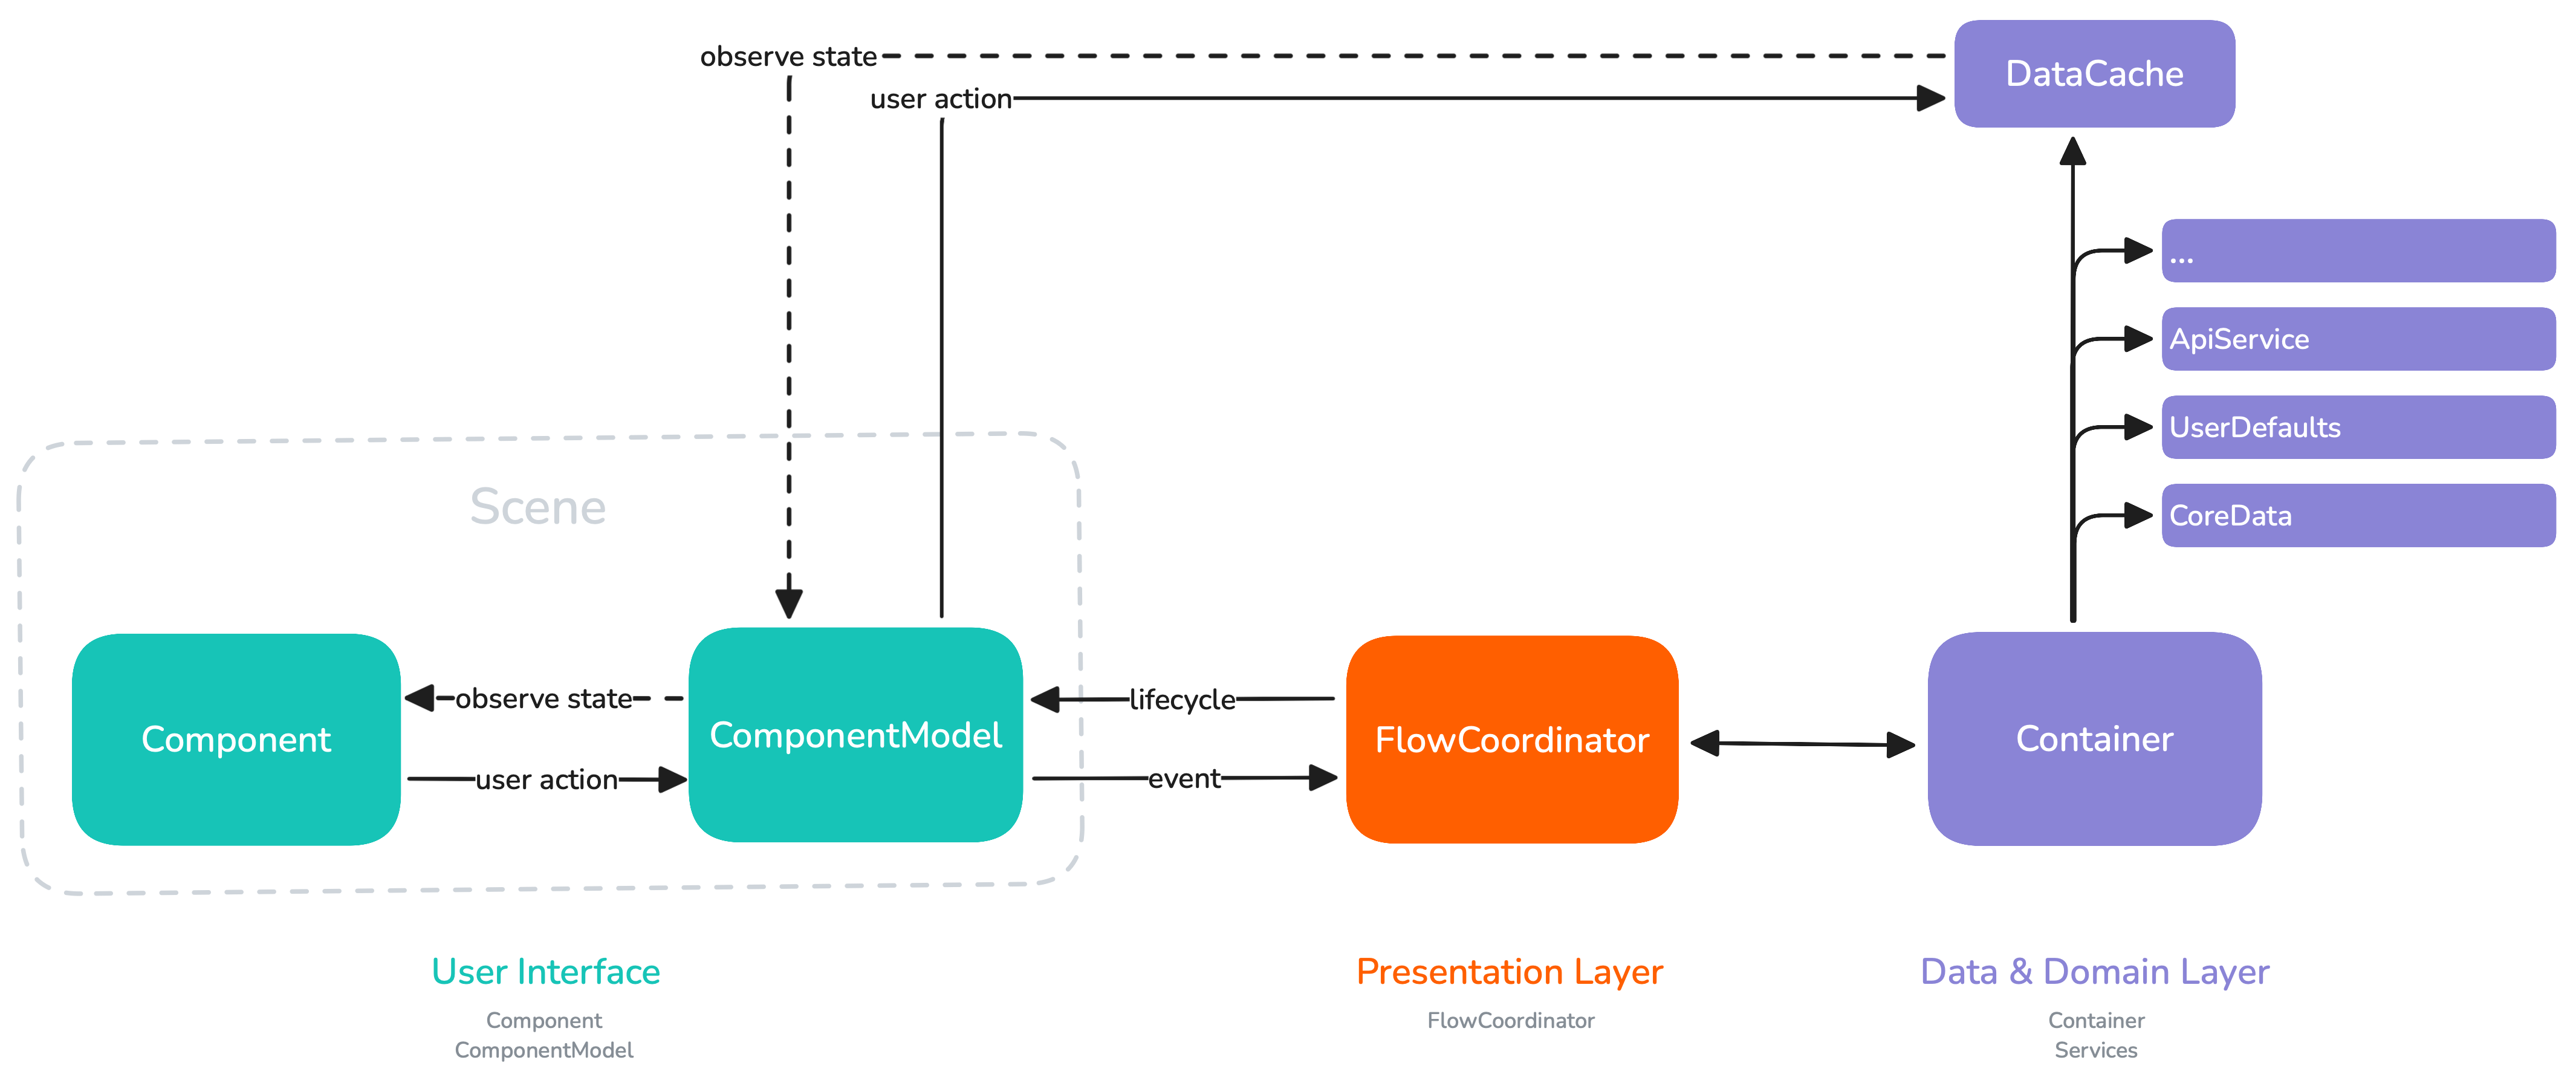 observe state
DataCache
user action
...
ApiService
UserDefaults
CoreData
Scene
Component
observe state
user action
ComponentModel
lifecycle
event
FlowCoordinator
Container
User Interface
Component
ComponentModel
Presentation Layer
FlowCoordinator
Data & Domain Layer
Container
Services